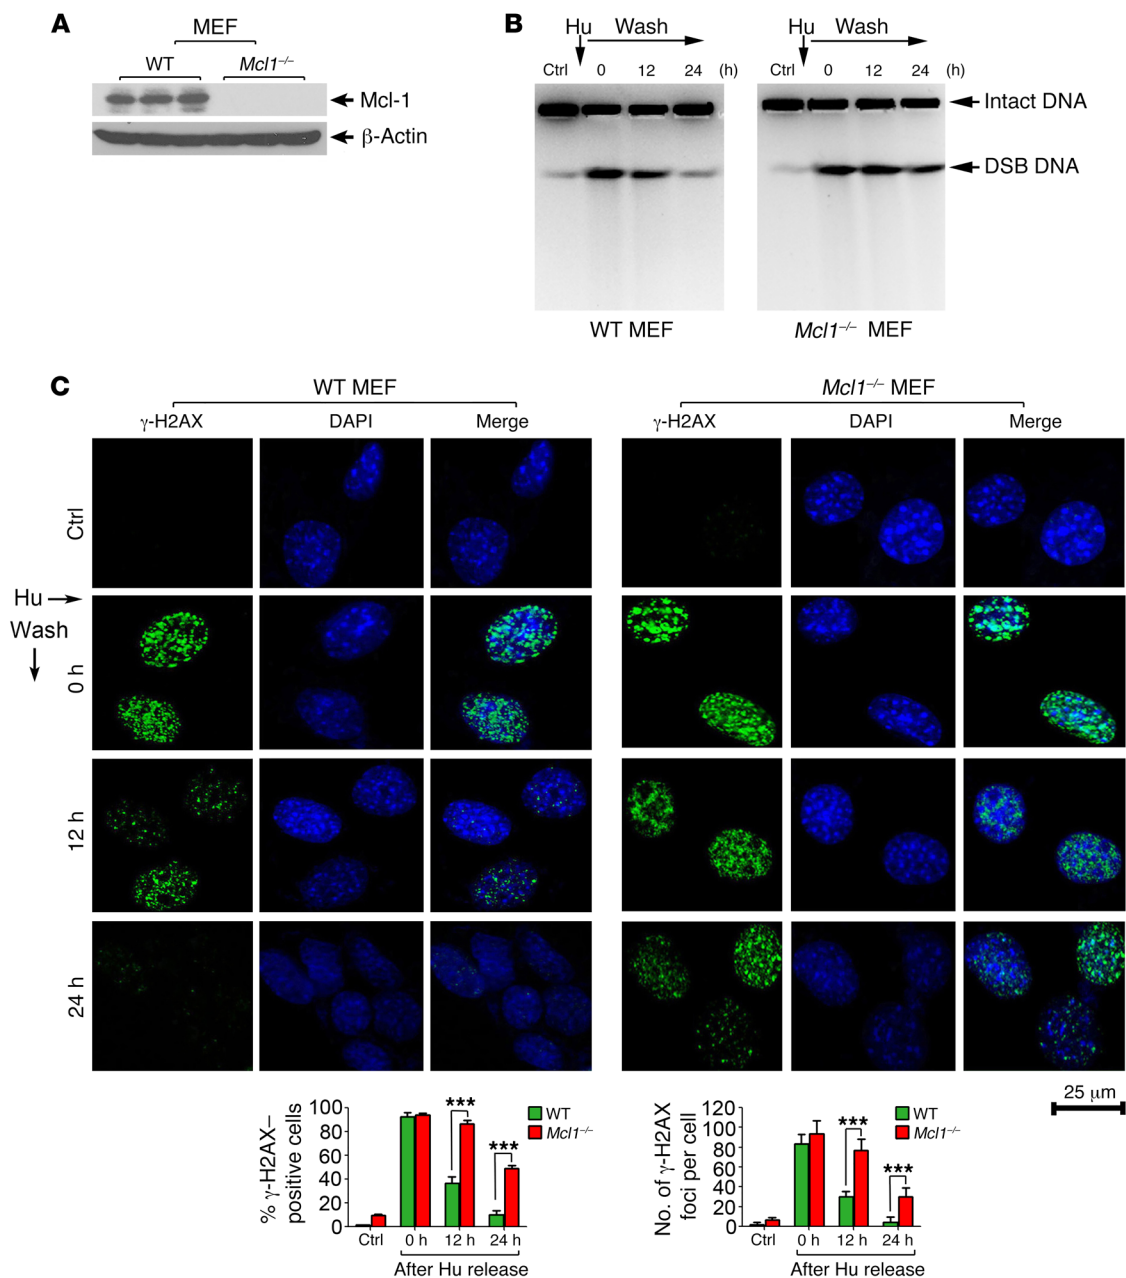 A
MEF
WT Mcl1–/–
Mcl-1
β-Actin
B
Hu Wash
Ctrl 0 12 24 (h)
WT MEF
Hu Wash
Ctrl 0 12 24 (h)
Intact DNA
DSB DNA
Mcl1–/– MEF
C
WT MEF
γ-H2AX DAPI Merge
Mcl1–/– MEF
γ-H2AX DAPI Merge
Ctrl
Hu
Wash
0 h
12 h
24 h
25 μm
% γ-H2AX–
positive cells
100
80
60
40
20
0
***
***
WT
Mcl1–/–
Ctrl 0 h 12 h 24 h
After Hu release
No. of γ-H2AX
foci per cell
120
100
80
60
40
20
0
***
***
WT
Mcl1–/–
Ctrl 0 h 12 h 24 h
After Hu release